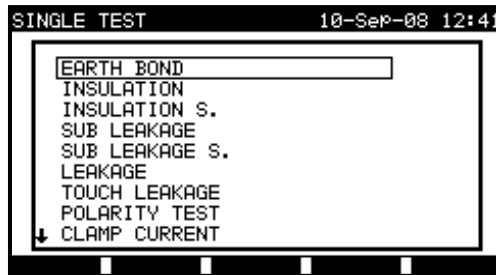 SINGLE TEST 10-Sep-08 12:41
EARTH BOND
INSULATION
INSULATION S.
SUB LEAKAGE
SUB LEAKAGE S.
LEAKAGE
TOUCH LEAKAGE
POLARITY TEST
CLAMP CURRENT